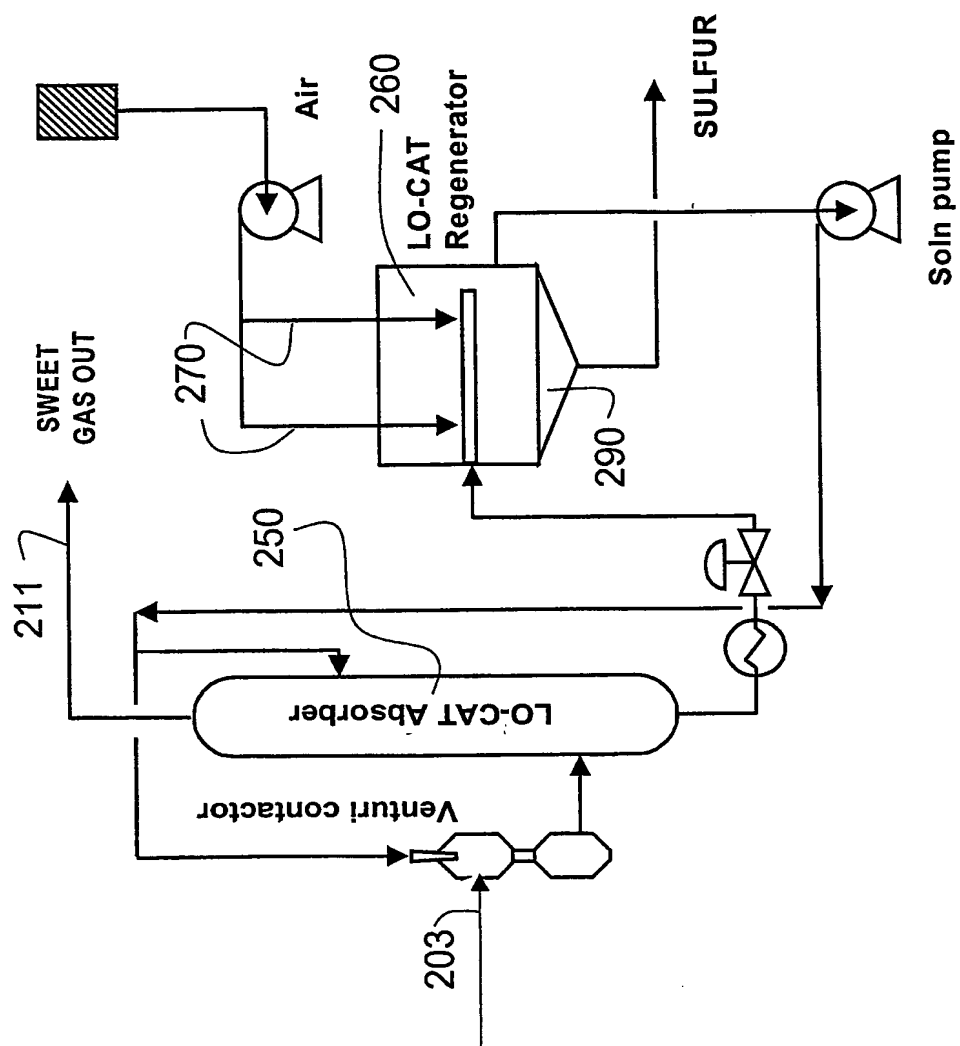 211
SWEET
GAS OUT
270
Air
260
LO-CAT
Regenerator
250
LO-CAT Absorber
Venturi contactor
203
290
SULFUR
Soln pump